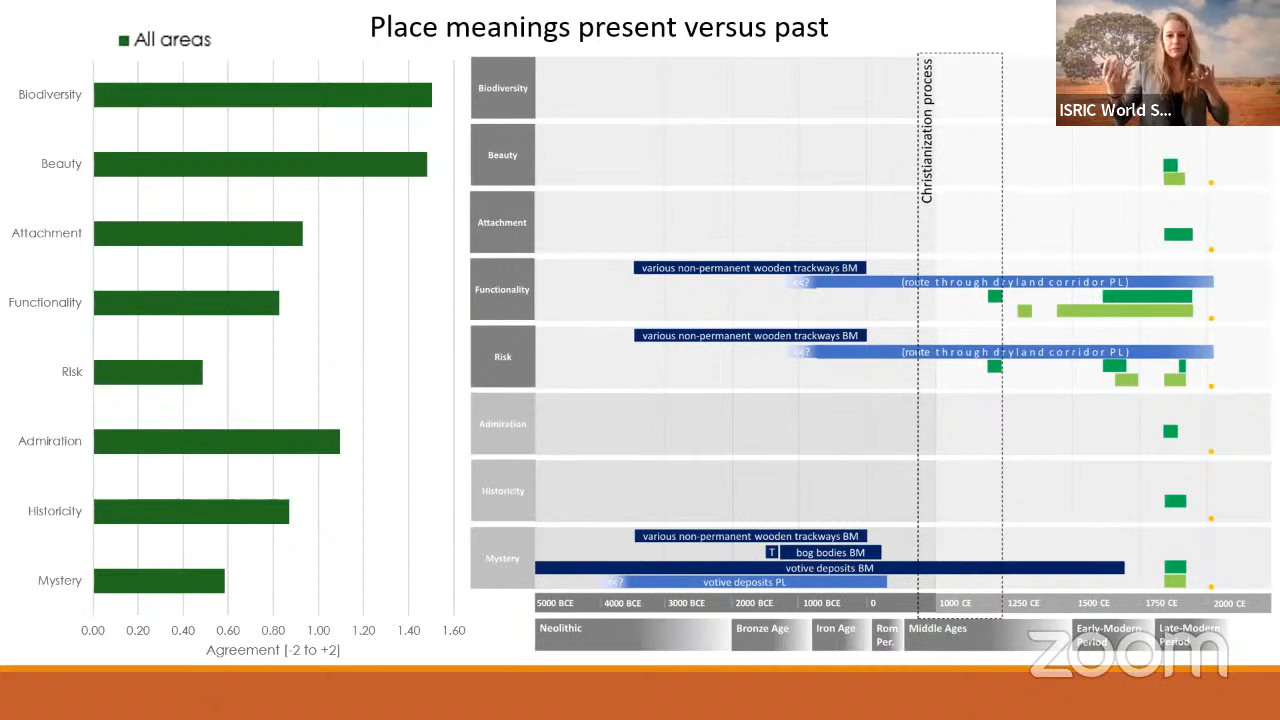 Place meanings present versus past
All areas
Biodiversity
Beauty
Attachment
Functionality
Risk
Admiration
Historicity
Mystery
0.00 0.20 0.40 0.60 0.80 1.00 1.20 1.40 1.60
Agreement [-2 to +2]
Christianization process
Biodiversity
Beauty
Attachment
Functionality
various non-permanent wooden trackways BM
<<?
(route through dryland corridor PL)
Risk
various non-permanent wooden trackways BM
<<?
(route through dryland corridor PL)
Admiration
Historicity
Mystery
various non-permanent wooden trackways BM
T bog bodies BM
votive deposits BM
<<? votive deposits PL
5000 BCE 4000 BCE 3000 BCE 2000 BCE 1000 BCE 0 1000 CE 1250 CE 1500 CE 1750 CE 2000 CE
Neolithic Bronze Age Iron Age Rom Per. Middle Ages Early-Modern Period Late-Modern Period
ISRIC World S...
zoom